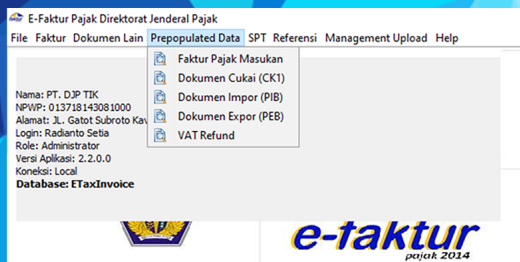 E-Faktur Pajak Direktorat Jenderal Pajak
File Faktur Dokumen Lain Prepopulated Data SPT Referensi Management Upload Help
Faktur Pajak Masukan
Dokumen Cukai (CK1)
Dokumen Impor (PIB)
Dokumen Expor (PEB)
VAT Refund
Nama: PT. DJP TIK
NPWP: 013718143081000
Alamat: JL. Gatot Subroto Kav
Login: Radianto Setia
Role: Administrator
Versi Aplikasi: 2.2.0.0
Koneksi: Local
Database: ETaxInvoice
e-faktur
pajak 2014